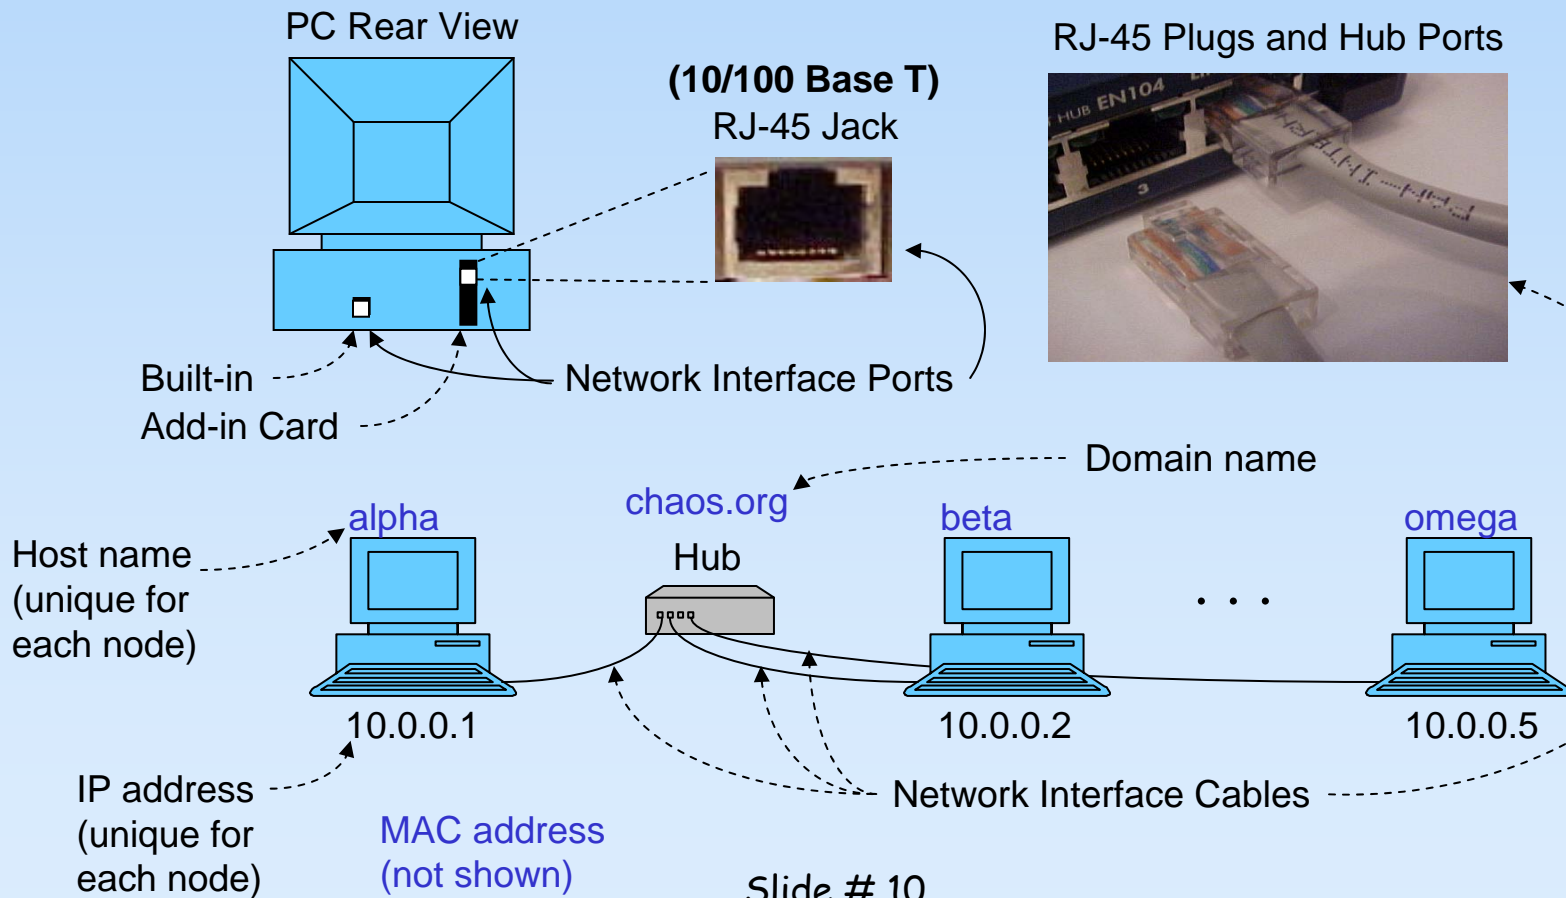 PC Rear View
(10/100 Base T)
RJ-45 Jack
RJ-45 Plugs and Hub Ports
HUB EN104
3
Built-in
Add-in Card
Network Interface Ports
Domain name
chaos.org
alpha
beta
omega
Host name
(unique for
each node)
Hub
. . .
10.0.0.1
10.0.0.2
10.0.0.5
IP address
(unique for
each node)
MAC address
(not shown)
Network Interface Cables
Slide # 10